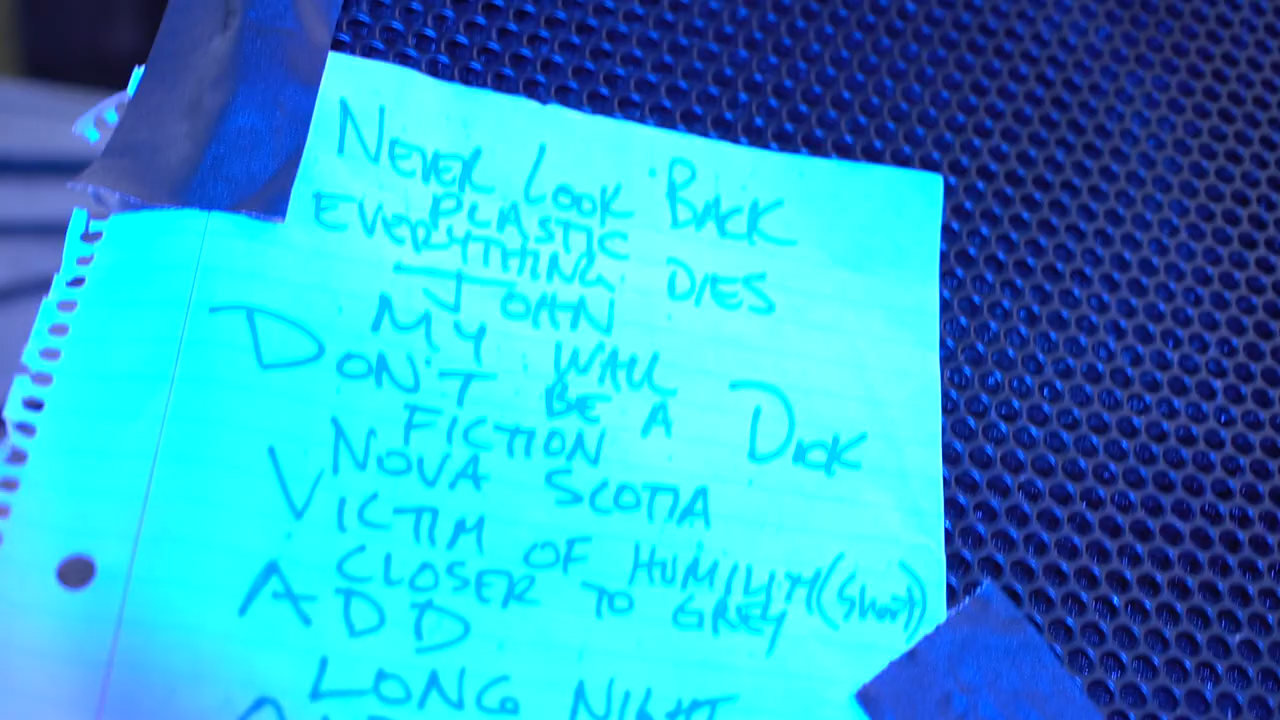 NEVER LOOK BACK
PLASTIC
EVERYTHING DIES
JOHN
MY WALL
DON'T BE A DICK
FICTION
NOVA SCOTIA
VICTIM OF HUMILITY (Short)
CLOSER TO GREY
ADD
LONG NIGHT